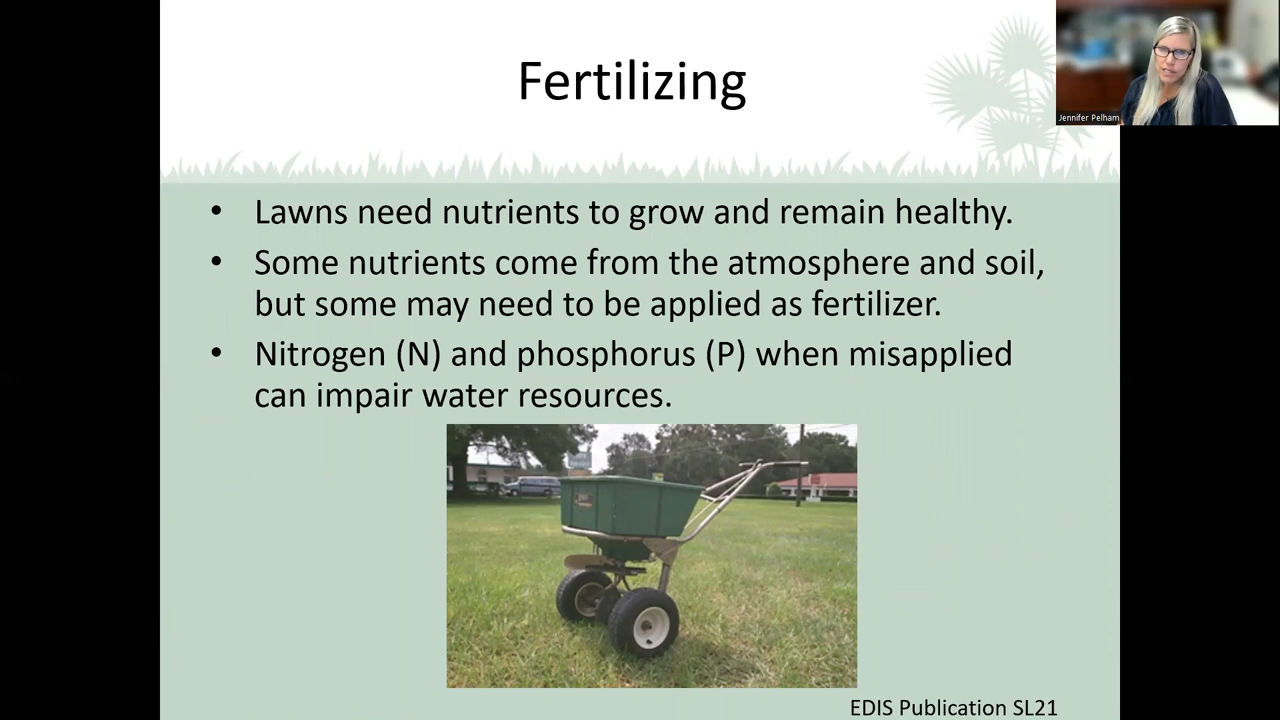 Fertilizing
Jennifer Pelham
• Lawns need nutrients to grow and remain healthy.
• Some nutrients come from the atmosphere and soil,
but some may need to be applied as fertilizer.
• Nitrogen (N) and phosphorus (P) when misapplied
can impair water resources.
EDIS Publication SL21